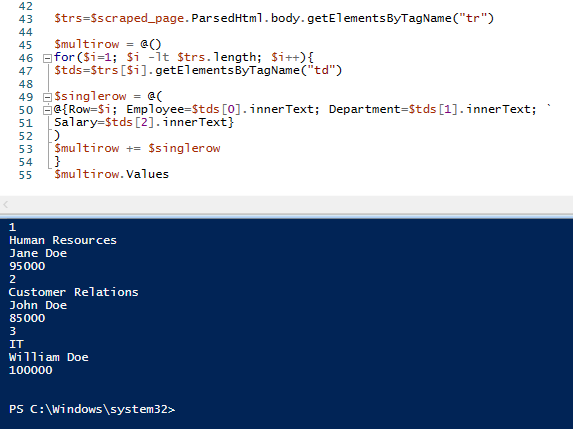 42
43 $trs=$scraped_page.ParsedHtml.body.getElementsByTagName("tr")
44
45 $multirow = @()
46 for($i=1; $i -lt $trs.length; $i++){
47 $tds=$trs[$i].getElementsByTagName("td")
48
49 $singlerow = @(
50 @{Row=$i; Employee=$tds[0].innerText; Department=$tds[1].innerText; `
51 Salary=$tds[2].innerText}
52 )
53 $multirow += $singlerow
54 }
55 $multirow.Values
1
Human Resources
Jane Doe
95000
2
Customer Relations
John Doe
85000
3
IT
William Doe
100000
PS C:\Windows\system32>